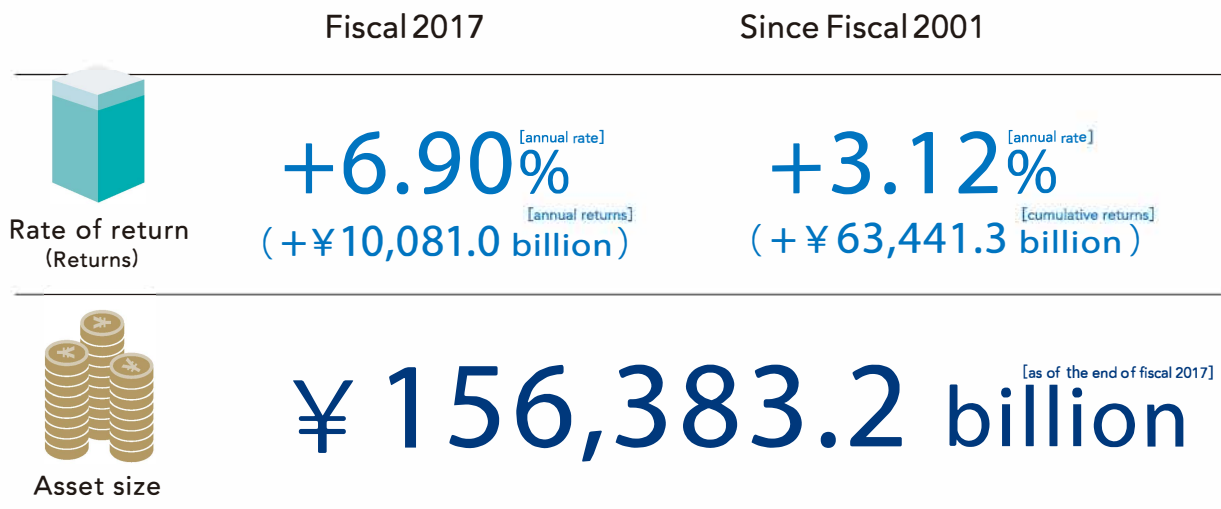 Fiscal 2017
Since Fiscal 2001
Rate of return
(Returns)
+6.90% [annual rate]
(+¥10,081.0 billion) [annual returns]
+3.12% [annual rate]
(+¥63,441.3 billion) [cumulative returns]
Asset size
¥156,383.2 billion [as of the end of fiscal 2017]